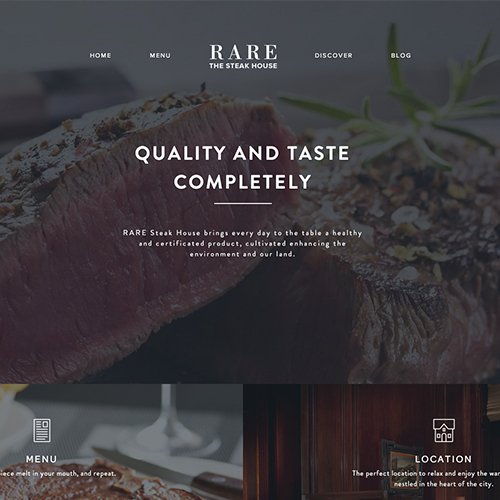 HOME
MENU
RARE
THE STEAK HOUSE
DISCOVER
BLOG
QUALITY AND TASTE
COMPLETELY
RARE Steak House brings every day to the table a healthy
and certificated product, cultivated enhancing the
environment and our land.
MENU
melt in your mouth, and repeat.
LOCATION
The perfect location to relax and enjoy the
nestled in the heart of the city.